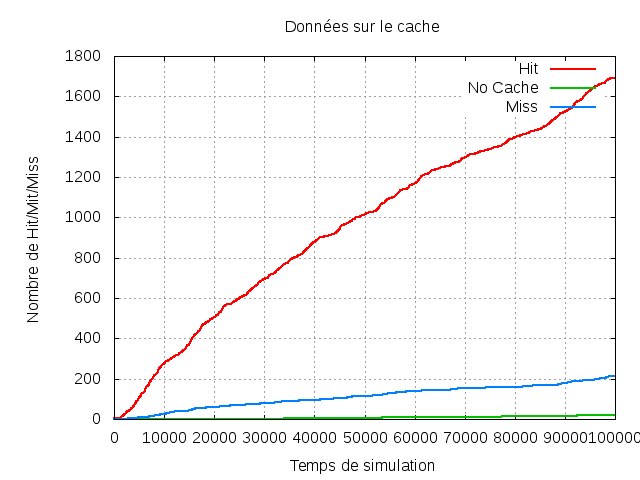 Données sur le cache
1800
1600
1400
1200
1000
800
600
400
200
0
Nombre de Hit/Mit/Miss
Hit
No Cache
Miss
0 10000 20000 30000 40000 50000 60000 70000 80000 90000 100000
Temps de simulation